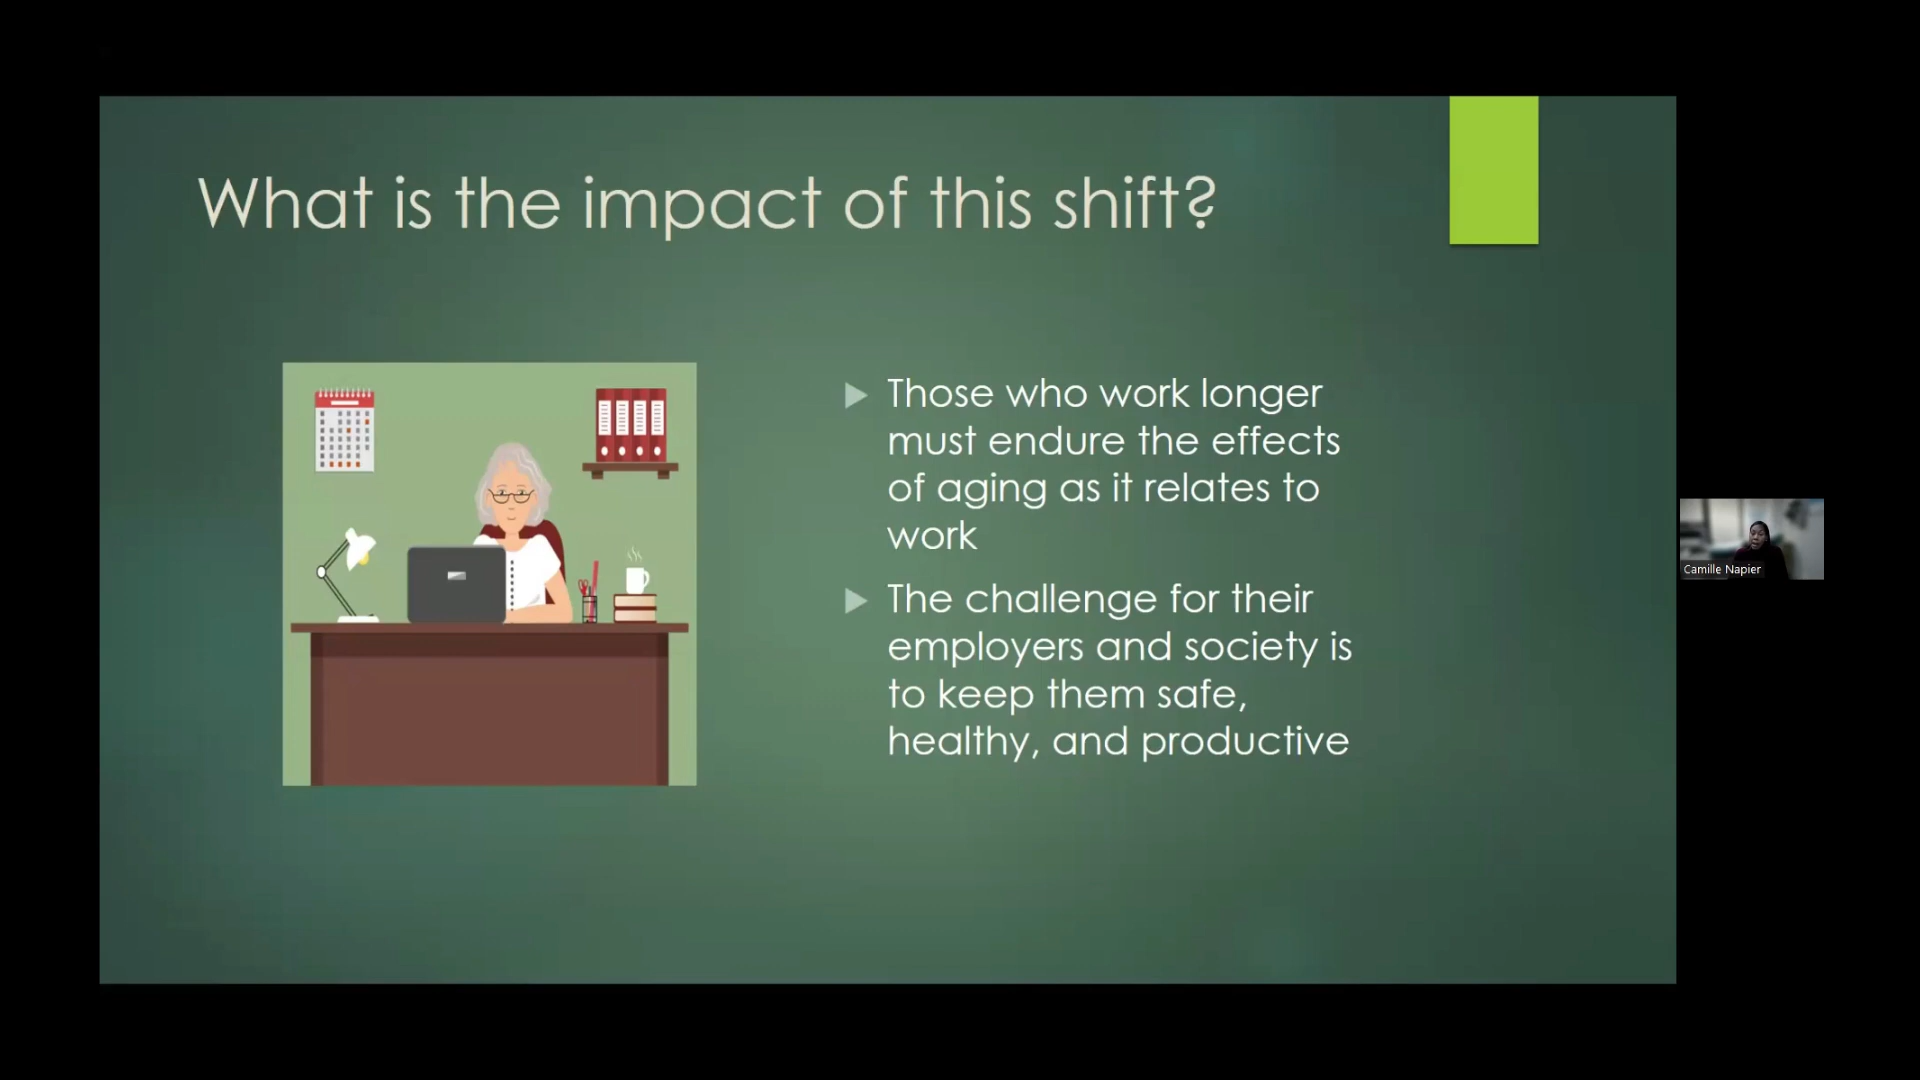 What is the impact of this shift?
Those who work longer
must endure the effects
of aging as it relates to
work
The challenge for their
employers and society is
to keep them safe,
healthy, and productive
Camille Napier